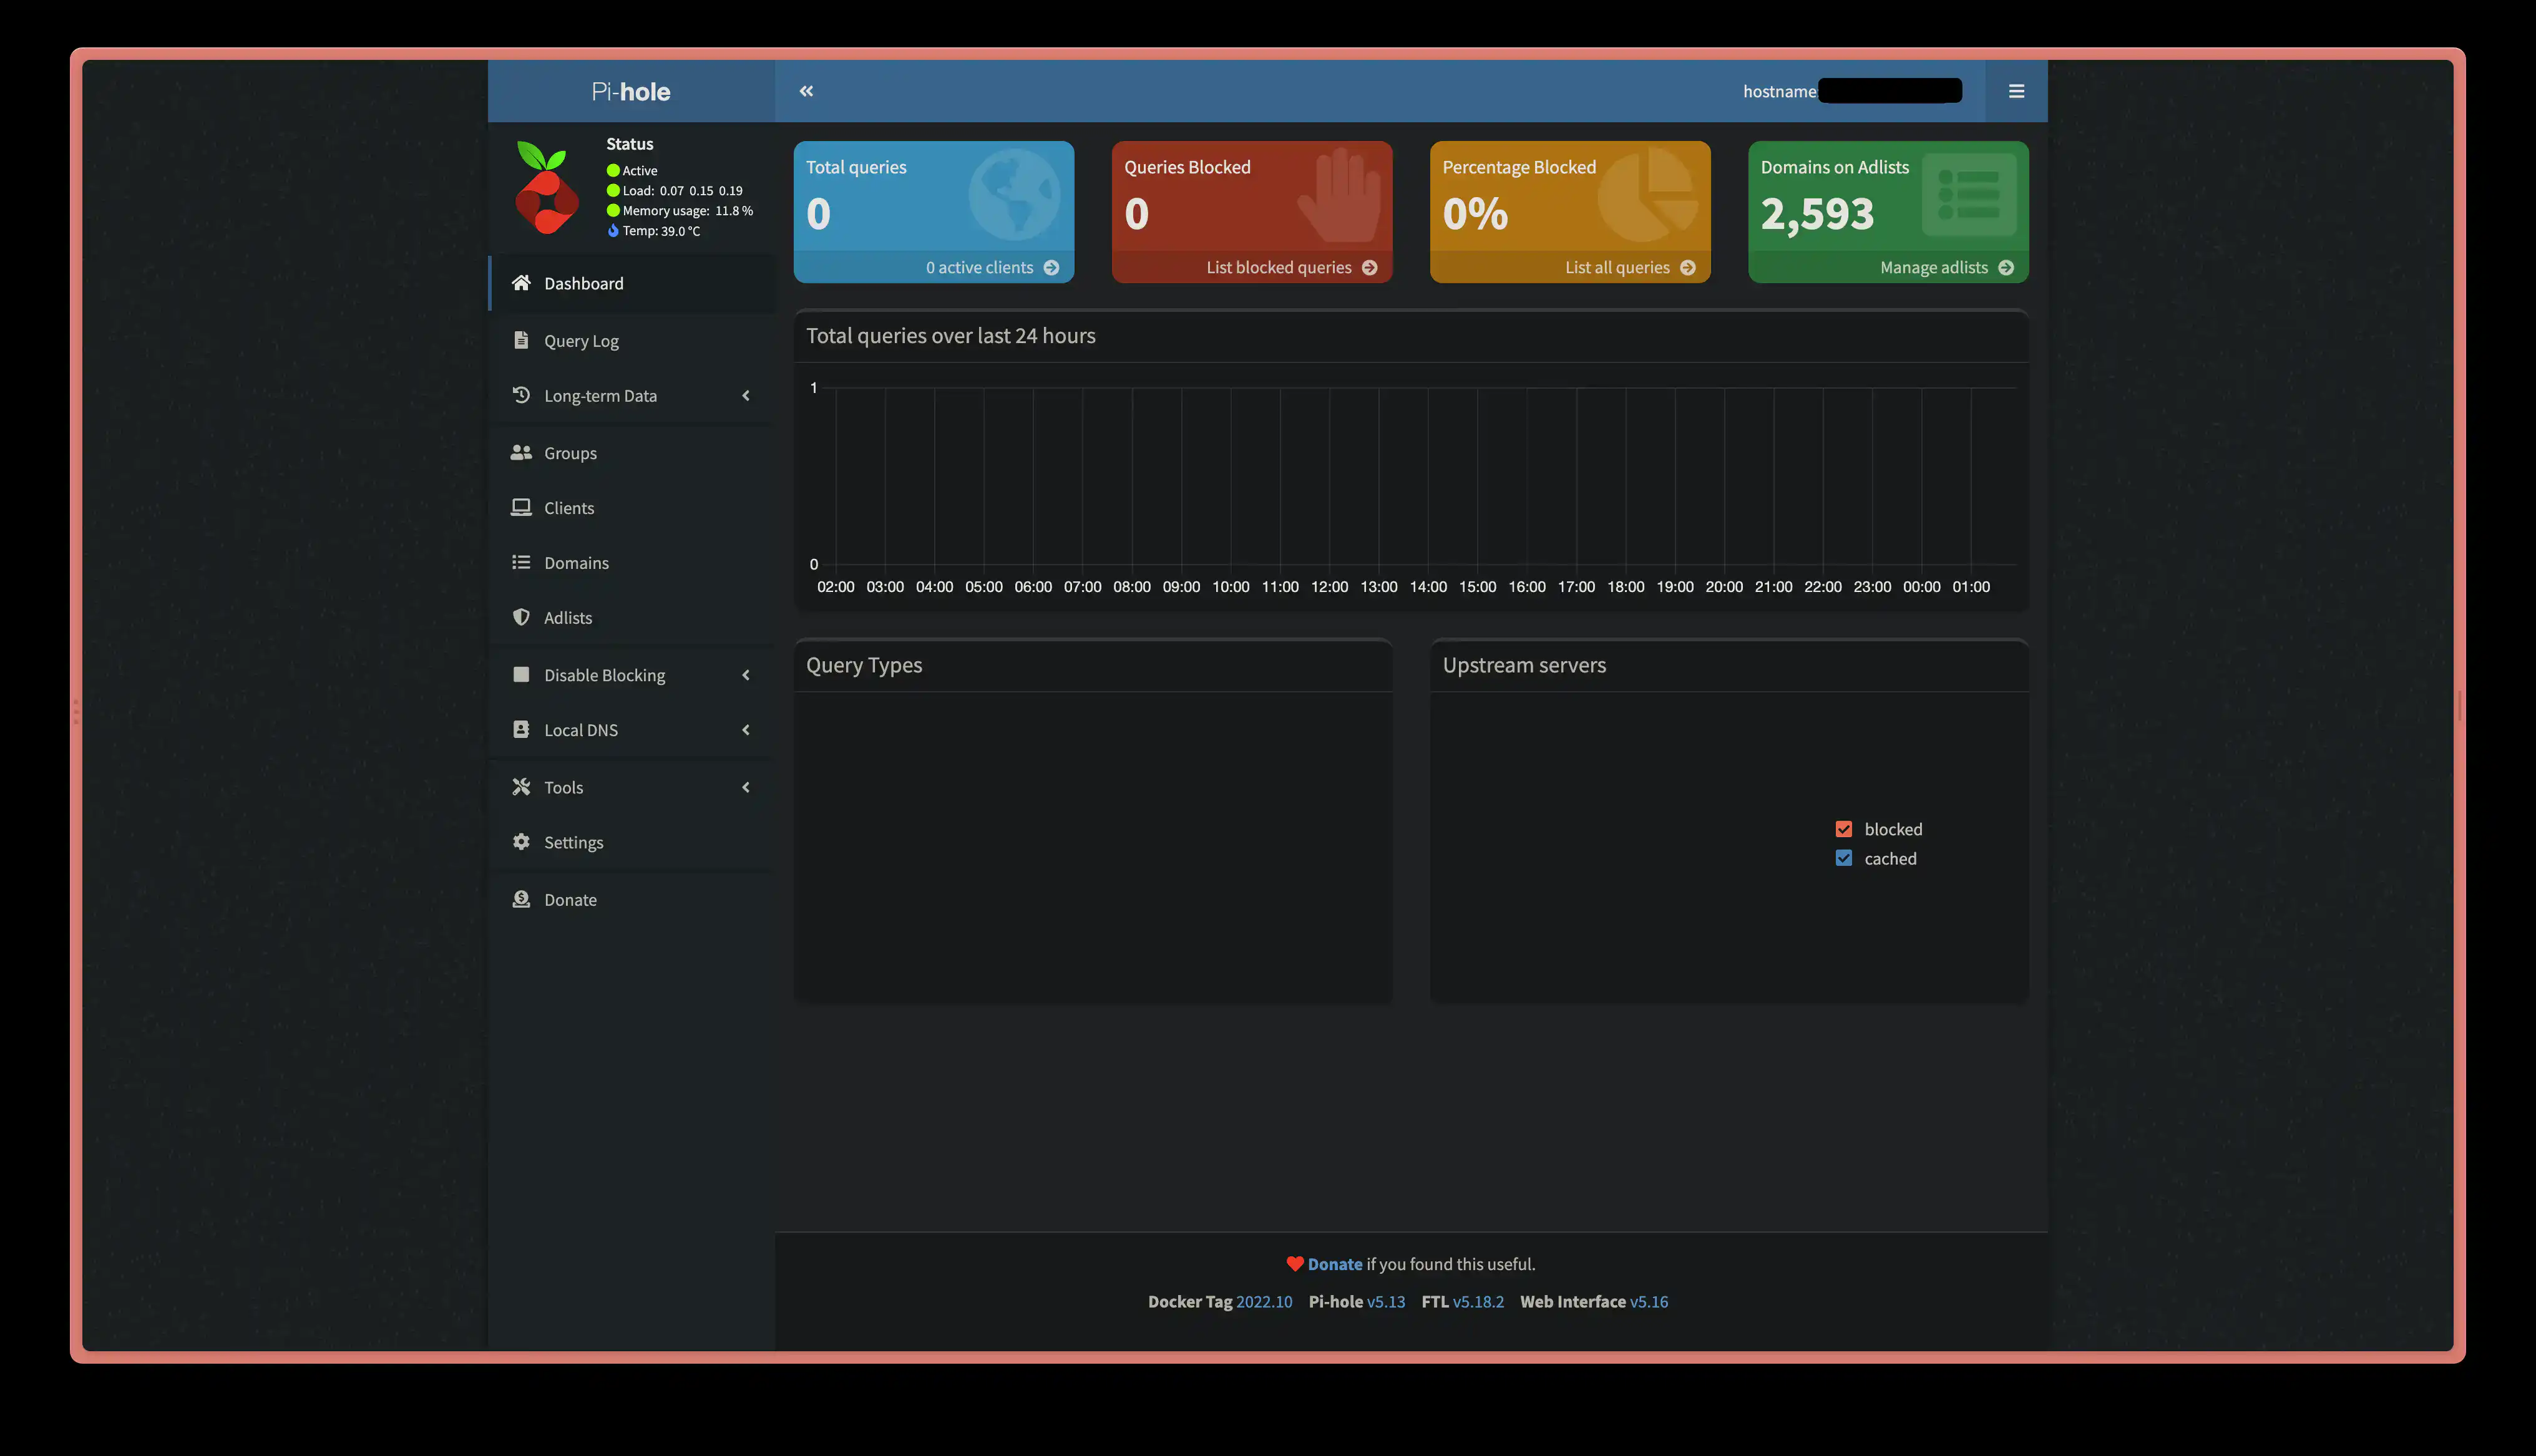 Pi-hole
hostname
Status
Active
Load: 0.07 0.15 0.19
Memory usage: 11.8 %
Temp: 39.0 °C
Dashboard
Query Log
Long-term Data
Groups
Clients
Domains
Adlists
Disable Blocking
Local DNS
Tools
Settings
Donate
Total queries
0
0 active clients
Queries Blocked
0
List blocked queries
Percentage Blocked
0%
List all queries
Domains on Adlists
2,593
Manage adlists
Total queries over last 24 hours
1
0
02:00 03:00 04:00 05:00 06:00 07:00 08:00 09:00 10:00 11:00 12:00 13:00 14:00 15:00 16:00 17:00 18:00 19:00 20:00 21:00 22:00 23:00 00:00 01:00
Query Types
Upstream servers
blocked
cached
Donate if you found this useful.
Docker Tag 2022.10 Pi-hole v5.13 FTL v5.18.2 Web Interface v5.16